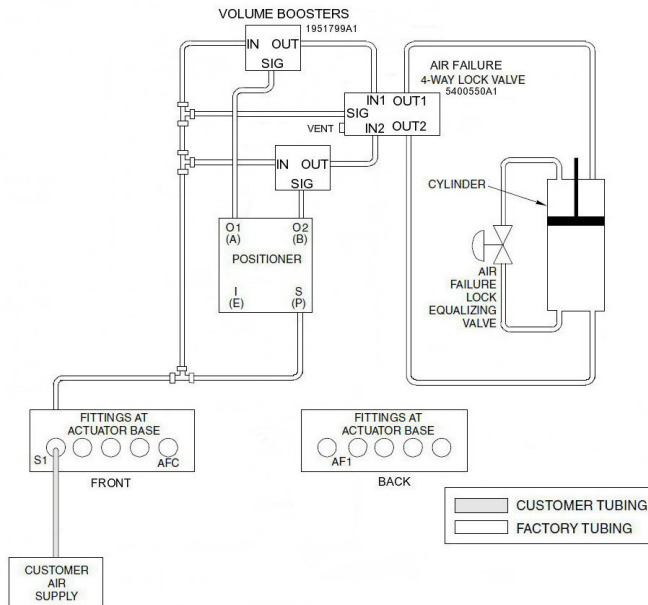 VOLUME BOOSTERS
1951799A1
IN OUT
SIG
AIR FAILURE
4-WAY LOCK VALVE
5400550A1
IN1 OUT1
SIG
IN2 OUT2
VENT
IN OUT
SIG
CYLINDER
O1 O2
(A) (B)
POSITIONER
I S
(E) (P)
AIR
FAILURE
LOCK
EQUALIZING
VALVE
FITTINGS AT
ACTUATOR BASE
S1 AFC
FRONT
FITTINGS AT
ACTUATOR BASE
AF1
BACK
CUSTOMER TUBING
FACTORY TUBING
CUSTOMER
AIR
SUPPLY